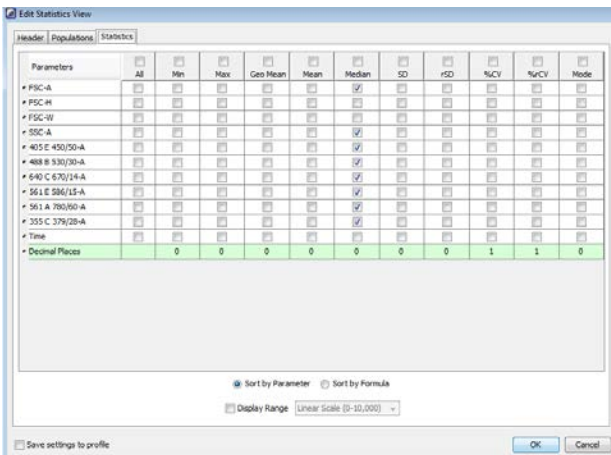 Edit Statistics View
Header Populations Statistics
Parameters All Min Max Geo Mean Mean Median SD rSD %CV %rCV Mode
FSC-A
FSC-H
FSC-W
SSC-A
405 E 450/50-A
488 B 530/30-A
640 C 670/14-A
561 E 586/15-A
561 A 780/60-A
355 C 379/28-A
Time
Decimal Places 0 0 0 0 0 0 0 1 1 0
Sort by Parameter Sort by Formula
Display Range Linear Scale (0-10,000)
Save settings to profile OK Cancel